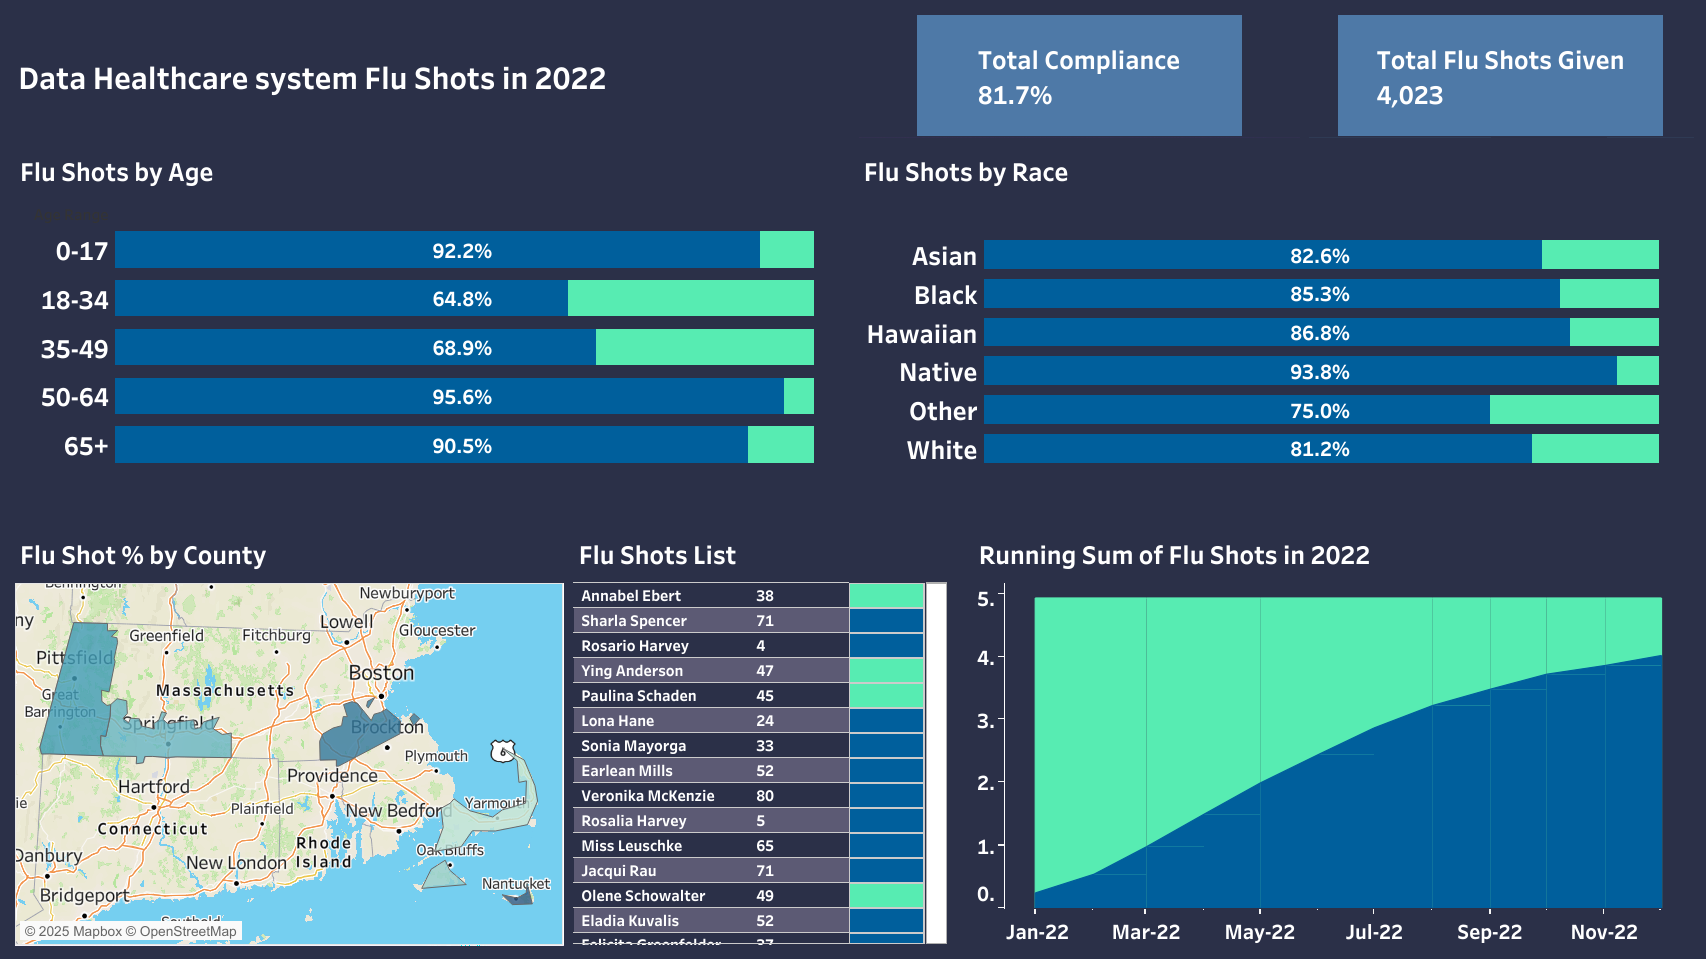 Data Healthcare system Flu Shots in 2022
Total Compliance
81.7%
Total Flu Shots Given
4,023
Flu Shots by Age
0-17 92.2%
18-34 64.8%
35-49 68.9%
50-64 95.6%
65+ 90.5%
Flu Shots by Race
Asian 82.6%
Black 85.3%
Hawaiian 86.8%
Native 93.8%
Other 75.0%
White 81.2%
Flu Shot % by County
Bennington
Newburyport
ny
Lowell
Greenfield
Fitchburg
Gloucester
Pittsfield
Boston
Great
Barrington
Massachusetts
Springfield
Brockton
6
Plymouth
Providence
Hartford
ie
Plainfield
New Bedford
Yarmouth
Connecticut
Rhode
Island
Danbury
New London
Oak Bluffs
Bridgeport
Nantucket
Southold
© 2025 Mapbox © OpenStreetMap
Flu Shots List
Annabel Ebert 38
Sharla Spencer 71
Rosario Harvey 4
Ying Anderson 47
Paulina Schaden 45
Lona Hane 24
Sonia Mayorga 33
Earlean Mills 52
Veronika McKenzie 80
Rosalia Harvey 5
Miss Leuschke 65
Jacqui Rau 71
Olene Schowalter 49
Eladia Kuvalis 52
Felicita Greenfelder 37
Running Sum of Flu Shots in 2022
5.
4.
3.
2.
1.
0.
Jan-22 Mar-22 May-22 Jul-22 Sep-22 Nov-22